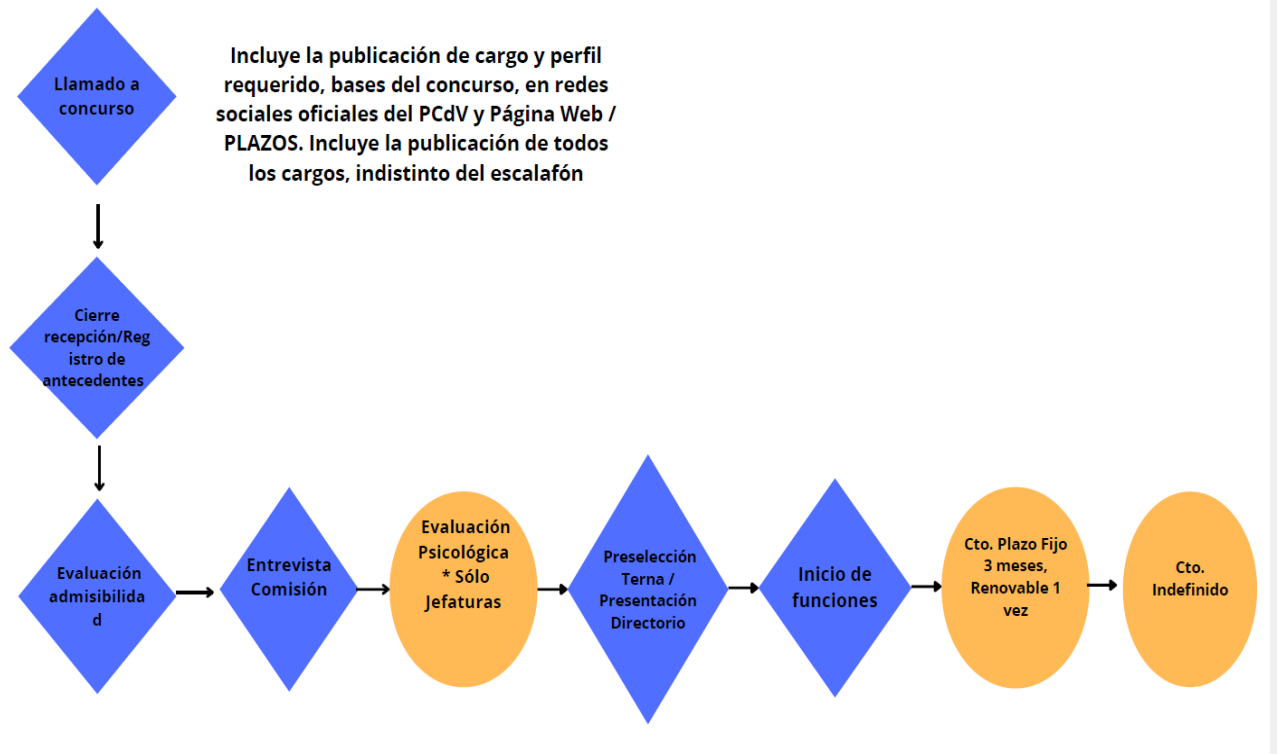 Llamado a
concurso
Incluye la publicación de cargo y perfil
requerido, bases del concurso, en redes
sociales oficiales del PCdV y Página Web /
PLAZOS. Incluye la publicación de todos
los cargos, indistinto del escalafón
Cierre
recepción/Reg
istro de
antecedentes
Evaluación
admisibilida
d
Entrevista
Comisión
Evaluación
Psicológica
* Sólo
Jefaturas
Preselección
Terna /
Presentación
Directorio
Inicio de
funciones
Cto. Plazo Fijo
3 meses,
Renovable 1
vez
Cto.
Indefinido